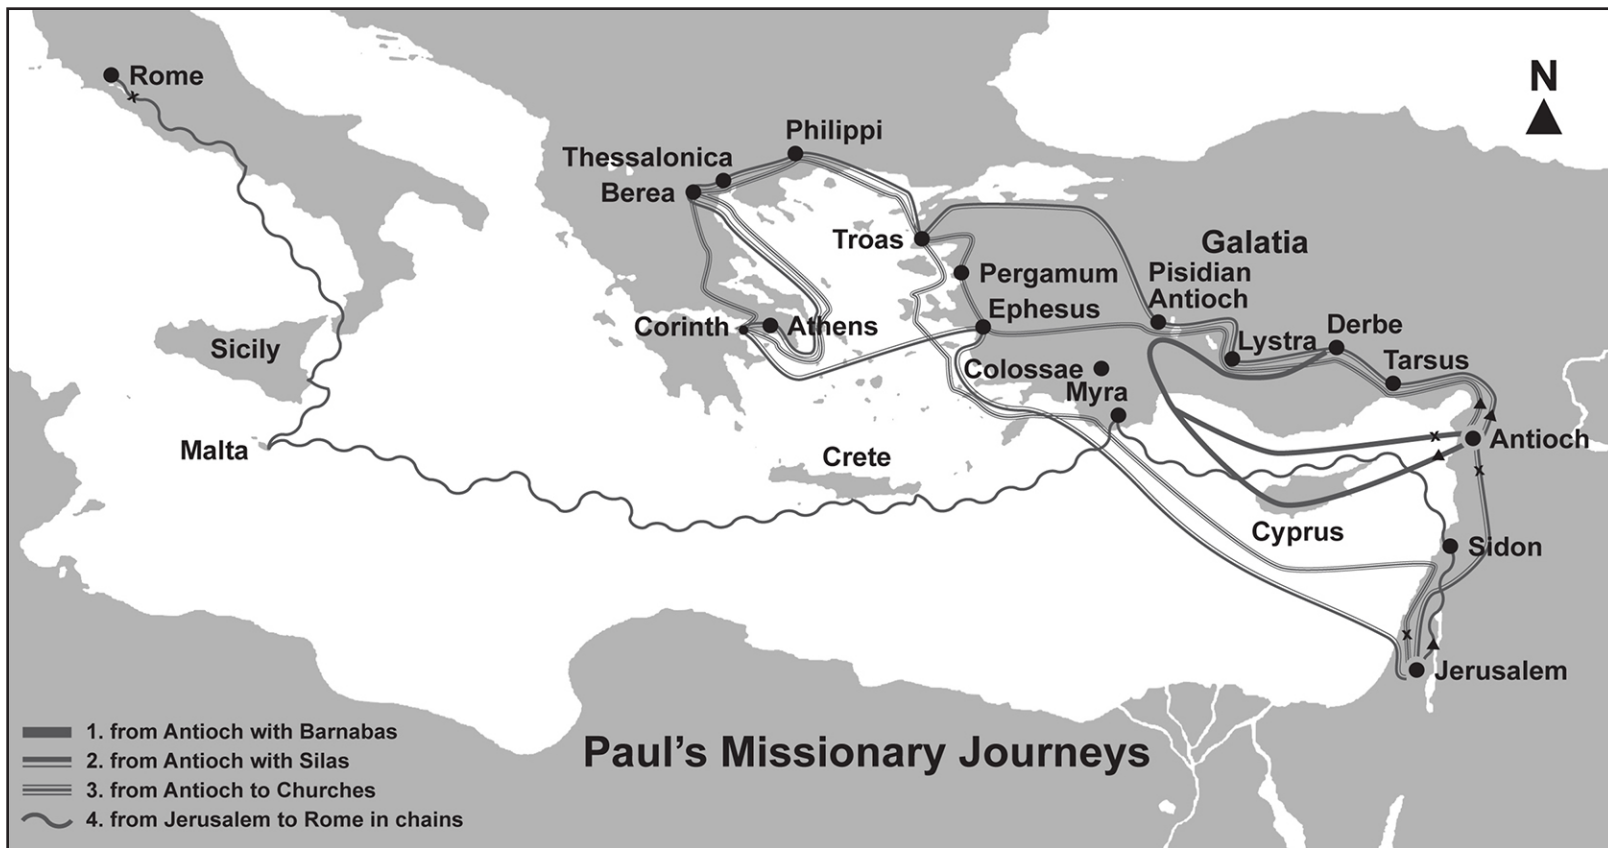 Rome
N
Philippi
Thessalonica
Berea
Troas
Galatia
Pergamum
Pisidian
Antioch
Ephesus
Corinth
Athens
Lystra
Derbe
Sicily
Colossae
Tarsus
Myra
Malta
Crete
Antioch
Cyprus
Sidon
Jerusalem
1. from Antioch with Barnabas
2. from Antioch with Silas
3. from Antioch to Churches
4. from Jerusalem to Rome in chains
Paul’s Missionary Journeys